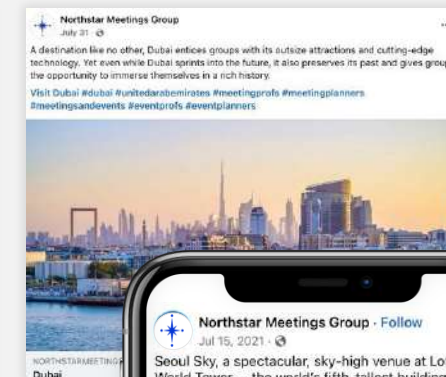 Northstar Meetings Group
July 31 ·
A destination like no other, Dubai entices groups with its outsize attractions and cutting-edge
technology. Yet even while Dubai sprints into the future, it also preserves its past and gives group
the opportunity to immerse themselves in a rich history.
Visit Dubai #dubai #unitedarabemirates #meetingprofs #meetingplanners
#meetingsandevents #eventprofs #eventplanners
Northstar Meetings Group · Follow
Jul 15, 2021 ·
Seoul Sky, a spectacular, sky-high venue at Lot
World Tower — the world's fifth-tallest building
NORTHSTARMEETINGS
Dubai